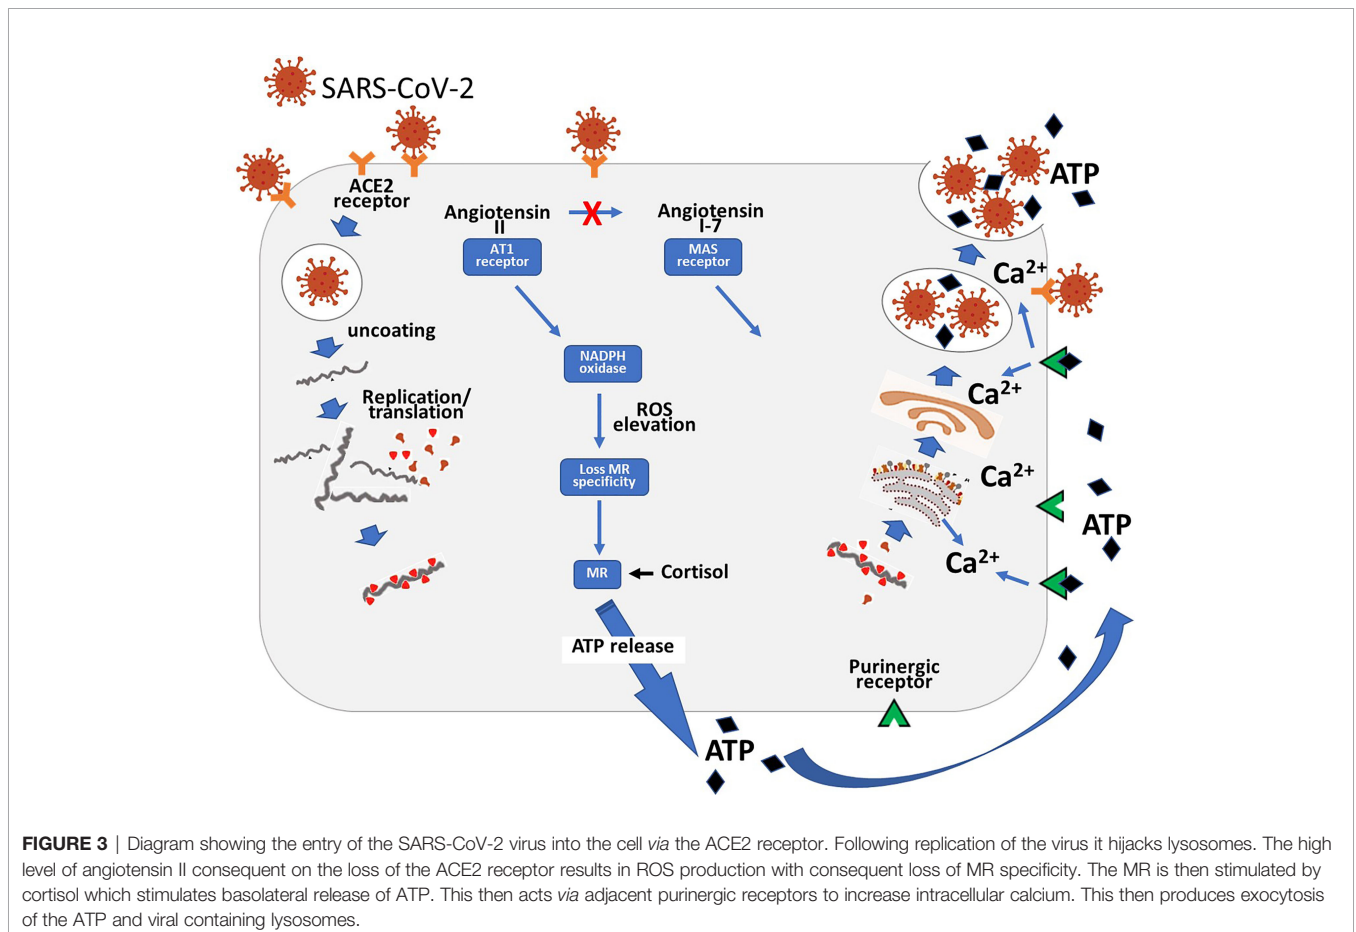 SARS-CoV-2
ACE2
receptor
Angiotensin
II
AT1
receptor
Angiotensin
I-7
MAS
receptor
ATP
Ca2+
uncoating
NADPH
oxidase
Ca2+
Replication/
translation
ROS
elevation
Loss MR
specificity
Ca2+
ATP
Ca2+
MR
Cortisol
ATP release
Purinergic
receptor
ATP
FIGURE 3 | Diagram showing the entry of the SARS-CoV-2 virus into the cell via the ACE2 receptor. Following replication of the virus it hijacks lysosomes. The high
level of angiotensin II consequent on the loss of the ACE2 receptor results in ROS production with consequent loss of MR specificity. The MR is then stimulated by
cortisol which stimulates basolateral release of ATP. This then acts via adjacent purinergic receptors to increase intracellular calcium. This then produces exocytosis
of the ATP and viral containing lysosomes.